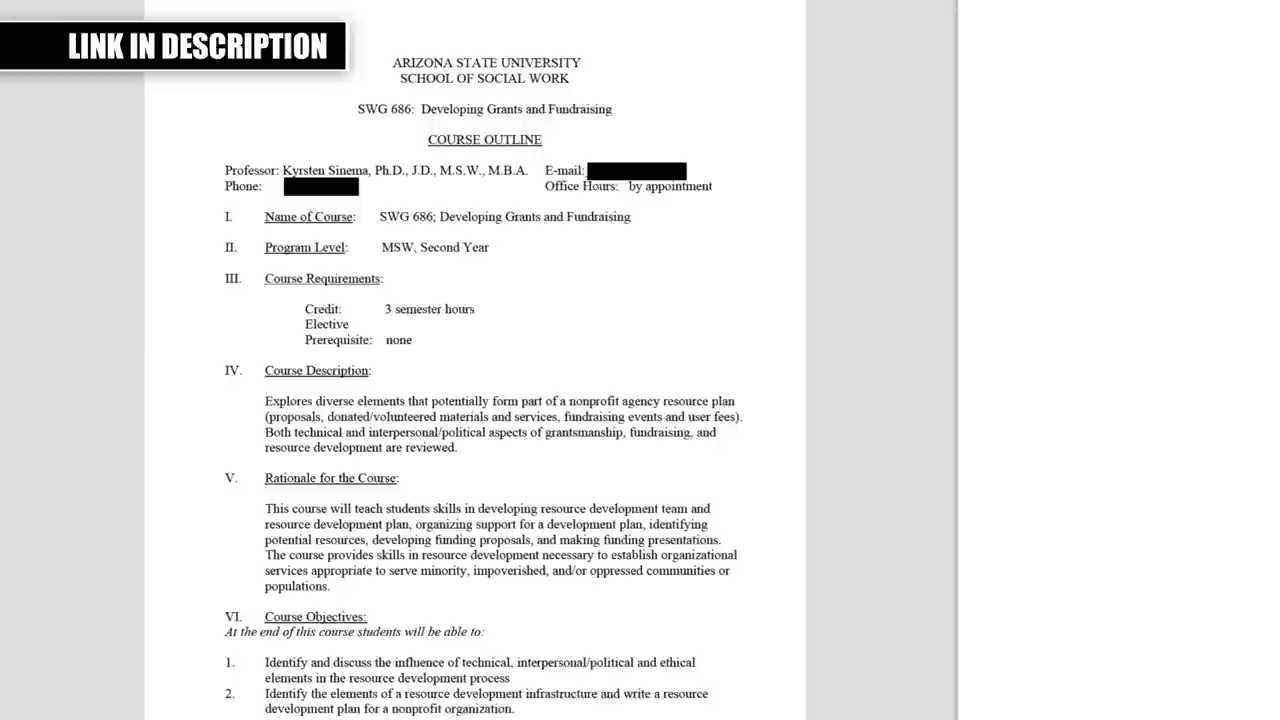 LINK IN DESCRIPTION
ARIZONA STATE UNIVERSITY
SCHOOL OF SOCIAL WORK
SWG 686: Developing Grants and Fundraising
COURSE OUTLINE
Professor: Kyrsten Sinema, Ph.D., J.D., M.S.W., M.B.A. E-mail:
Phone: Office Hours: by appointment
I. Name of Course: SWG 686; Developing Grants and Fundraising
II. Program Level: MSW, Second Year
III. Course Requirements:
Credit: 3 semester hours
Elective
Prerequisite: none
IV. Course Description:
Explores diverse elements that potentially form part of a nonprofit agency resource plan
(proposals, donated/volunteered materials and services, fundraising events and user fees).
Both technical and interpersonal/political aspects of grantsmanship, fundraising, and
resource development are reviewed.
V. Rationale for the Course:
This course will teach students skills in developing resource development team and
resource development plan, organizing support for a development plan, identifying
potential resources, developing funding proposals, and making funding presentations.
The course provides skills in resource development necessary to establish organizational
services appropriate to serve minority, impoverished, and/or oppressed communities or
populations.
VI. Course Objectives:
At the end of this course students will be able to:
1. Identify and discuss the influence of technical, interpersonal/political and ethical
elements in the resource development process
2. Identify the elements of a resource development infrastructure and write a resource
development plan for a nonprofit organization.